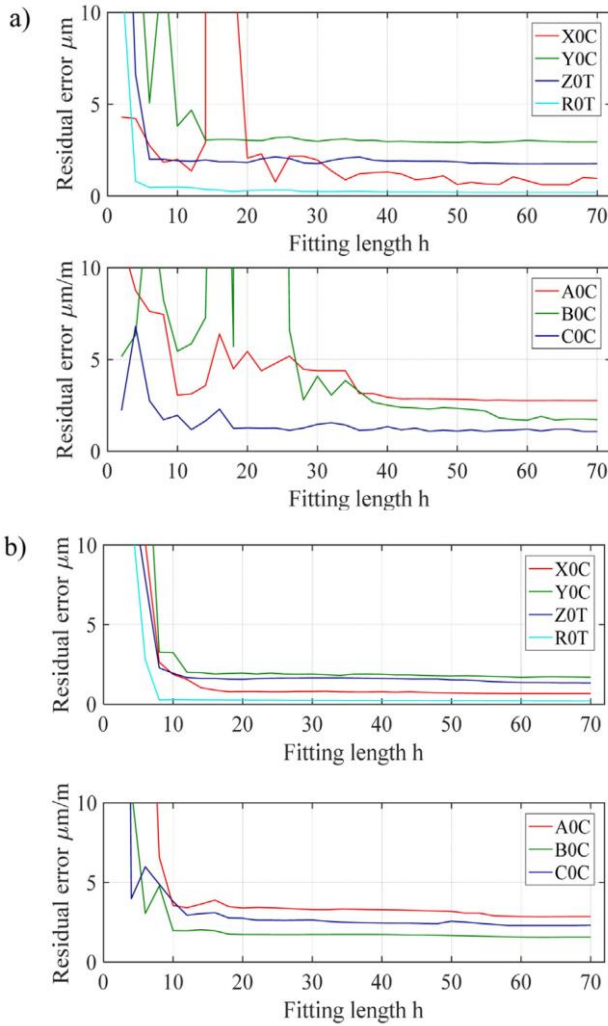 a)
10
5
0
Residual error μm
X0C
Y0C
Z0T
R0T
0 10 20 30 40 50 60 70
Fitting length h
10
5
0
Residual error μm/m
A0C
B0C
C0C
0 10 20 30 40 50 60 70
Fitting length h
b)
10
5
0
Residual error μm
X0C
Y0C
Z0T
R0T
0 10 20 30 40 50 60 70
Fitting length h
10
5
0
Residual error μm/m
A0C
B0C
C0C
0 10 20 30 40 50 60 70
Fitting length h